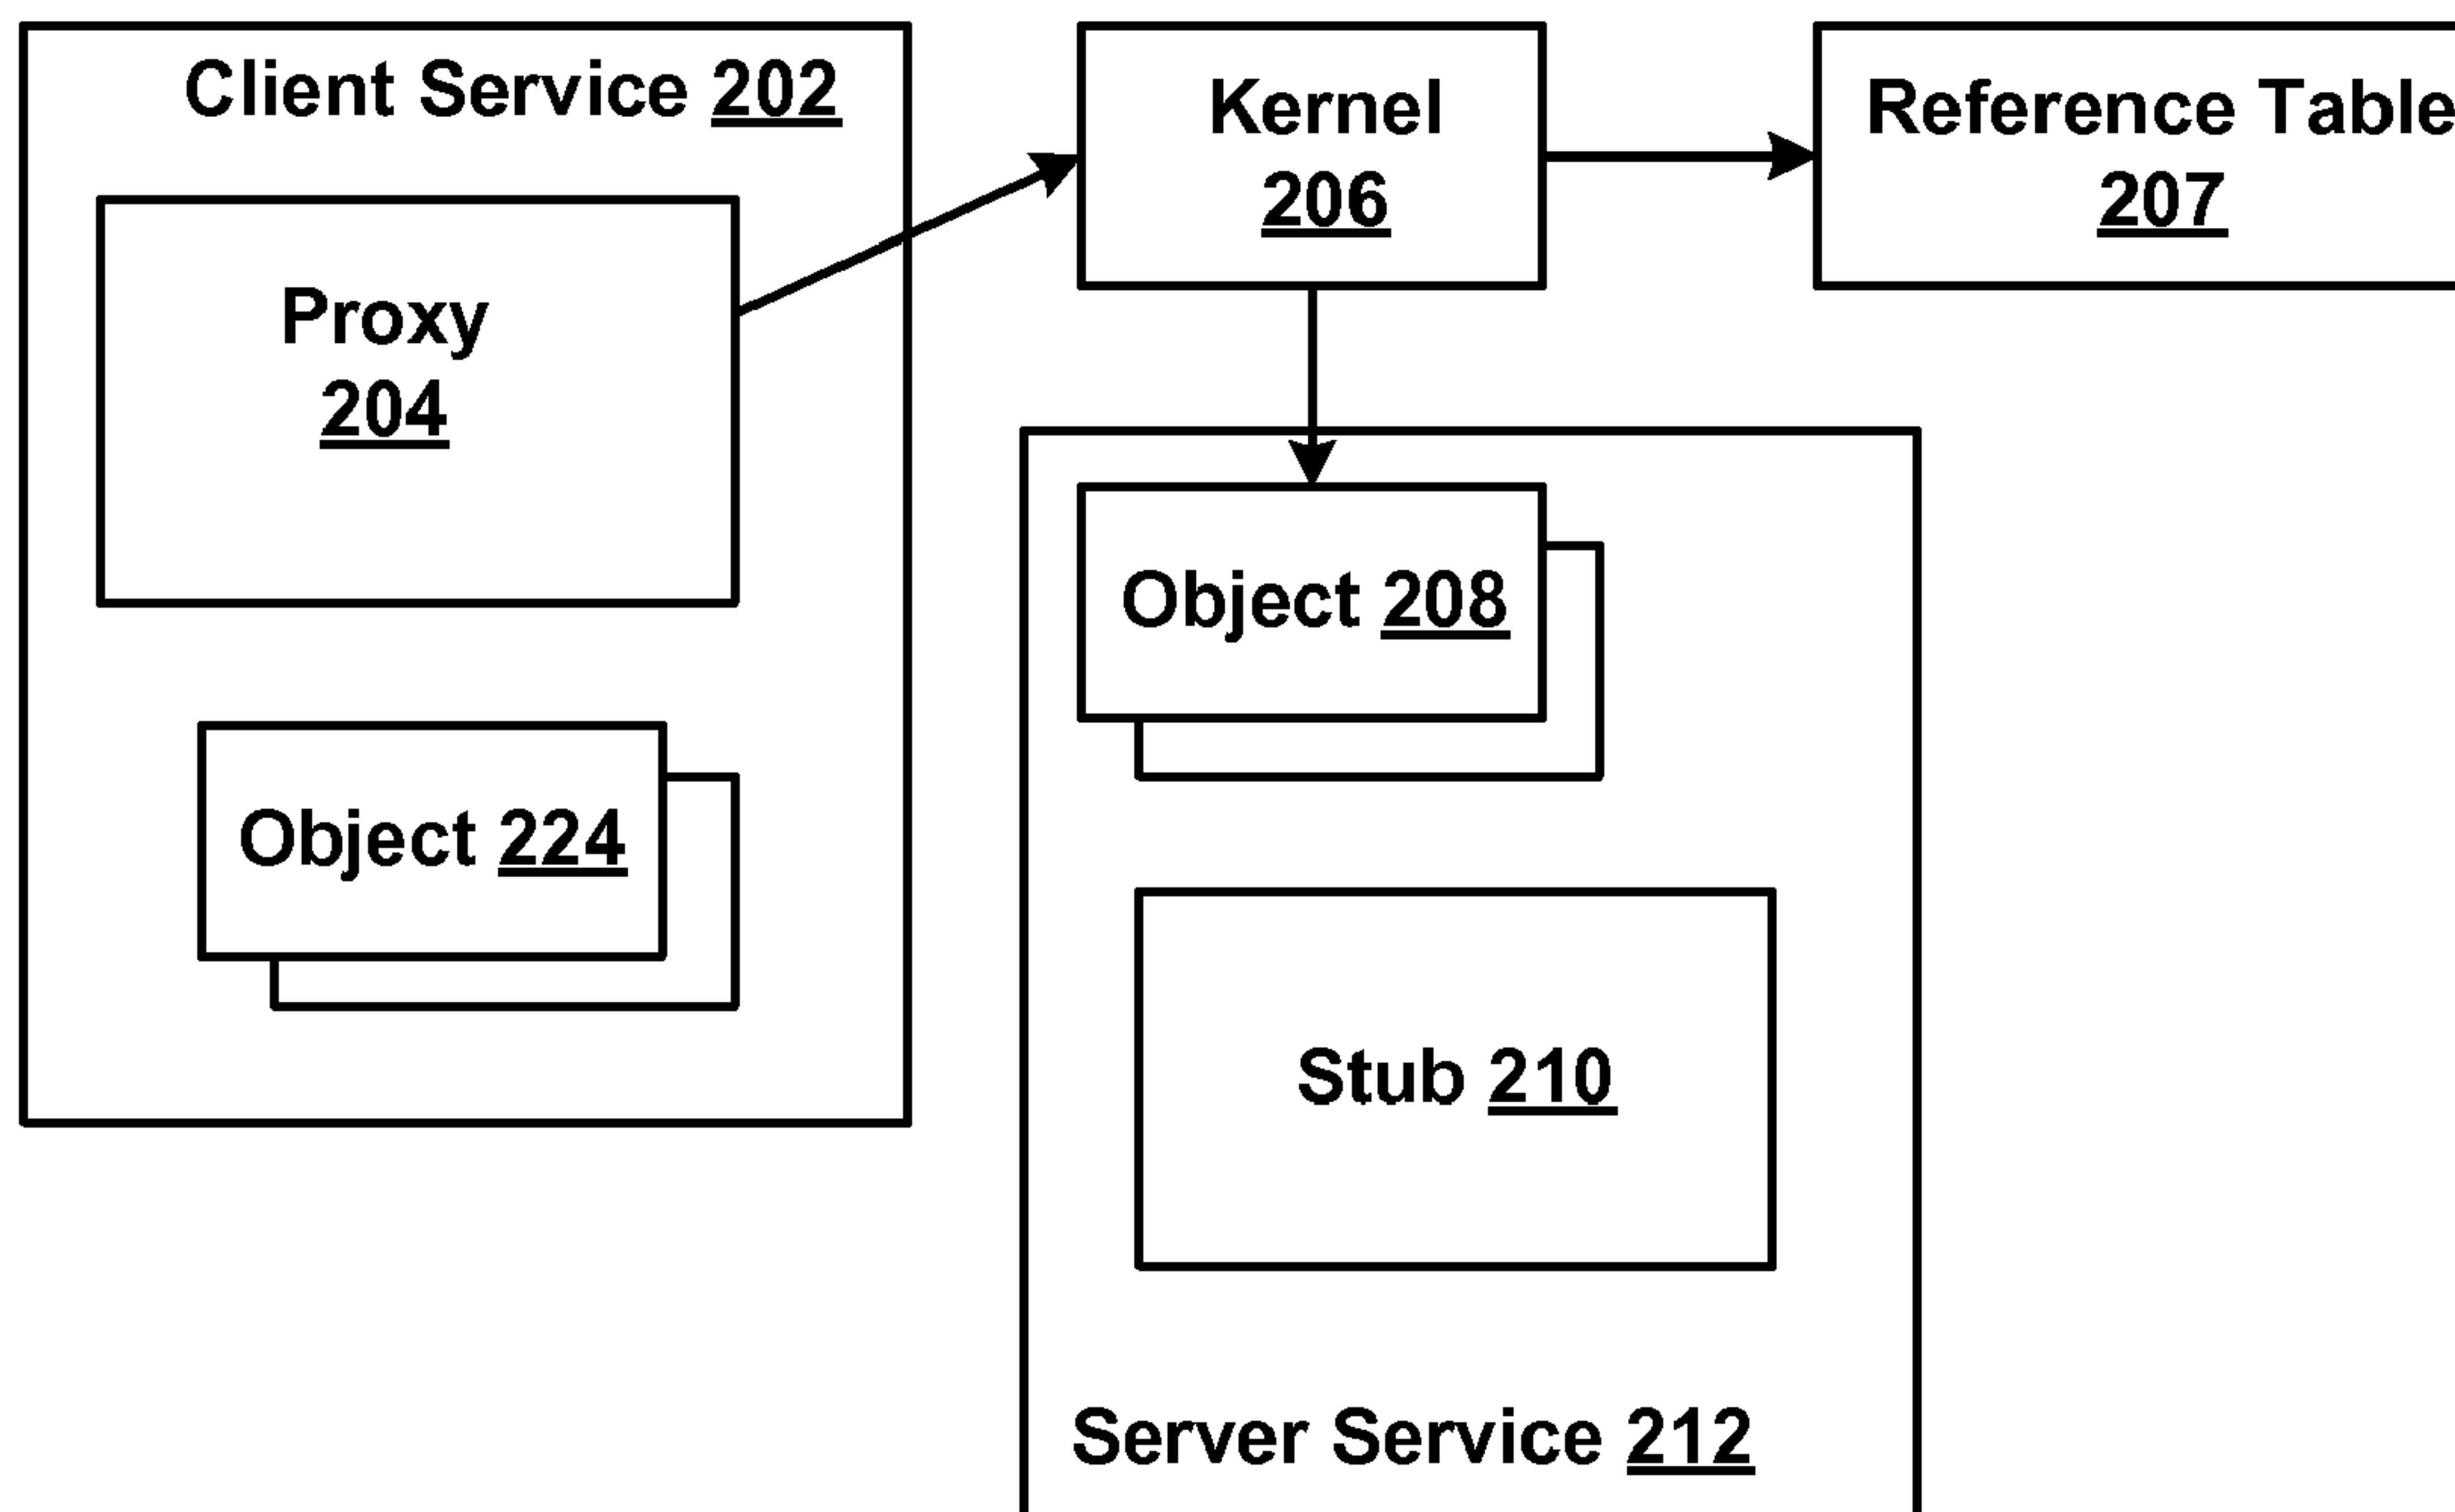 Client Service 202
Kernel
206
Reference Table
207
Proxy
204
Object 208
Object 224
Stub 210
Server Service 212